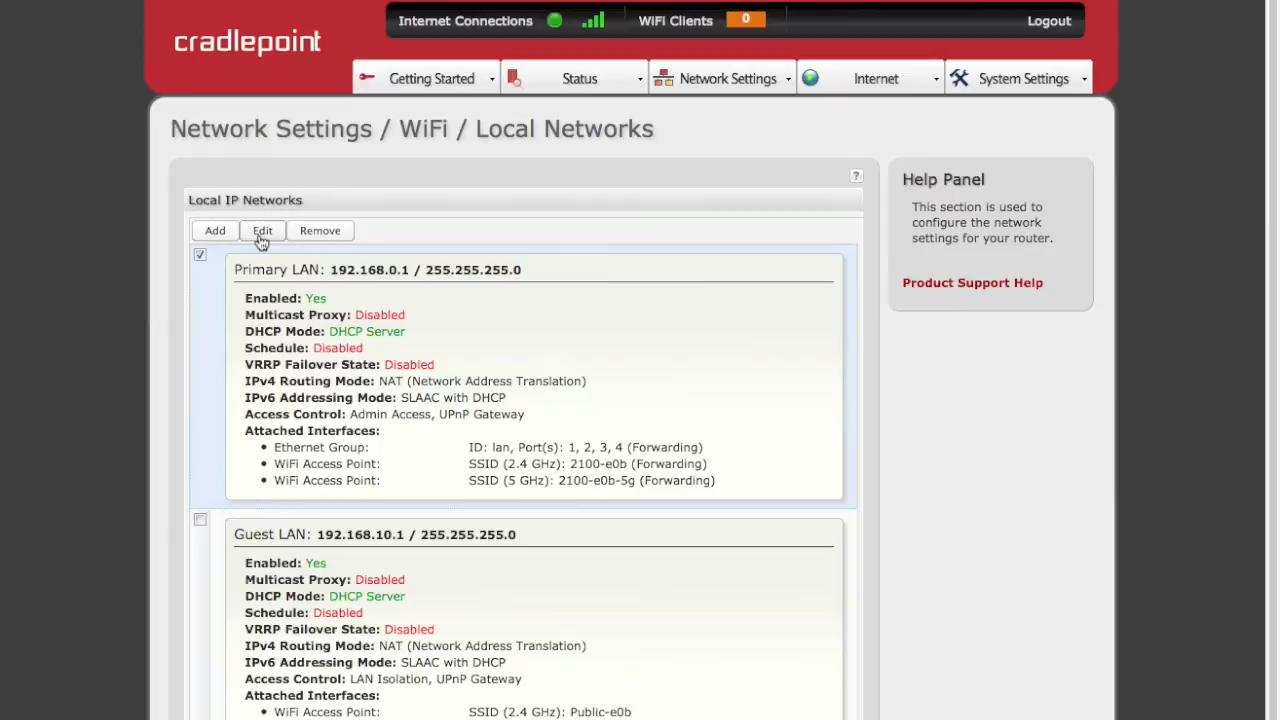 Internet Connections WiFi Clients 0 Logout
cradlepoint
Getting Started Status Network Settings Internet System Settings
Network Settings / WiFi / Local Networks
?
Local IP Networks
Add Edit Remove
Primary LAN: 192.168.0.1 / 255.255.255.0
Enabled: Yes
Multicast Proxy: Disabled
DHCP Mode: DHCP Server
Schedule: Disabled
VRRP Failover State: Disabled
IPv4 Routing Mode: NAT (Network Address Translation)
IPv6 Addressing Mode: SLAAC with DHCP
Access Control: Admin Access, UPnP Gateway
Attached Interfaces:
• Ethernet Group: ID: lan, Port(s): 1, 2, 3, 4 (Forwarding)
• WiFi Access Point: SSID (2.4 GHz): 2100-e0b (Forwarding)
• WiFi Access Point: SSID (5 GHz): 2100-e0b-5g (Forwarding)
Guest LAN: 192.168.10.1 / 255.255.255.0
Enabled: Yes
Multicast Proxy: Disabled
DHCP Mode: DHCP Server
Schedule: Disabled
VRRP Failover State: Disabled
IPv4 Routing Mode: NAT (Network Address Translation)
IPv6 Addressing Mode: SLAAC with DHCP
Access Control: LAN Isolation, UPnP Gateway
Attached Interfaces:
• WiFi Access Point: SSID (2.4 GHz): Public-e0b
Help Panel
This section is used to
configure the network
settings for your router.
Product Support Help